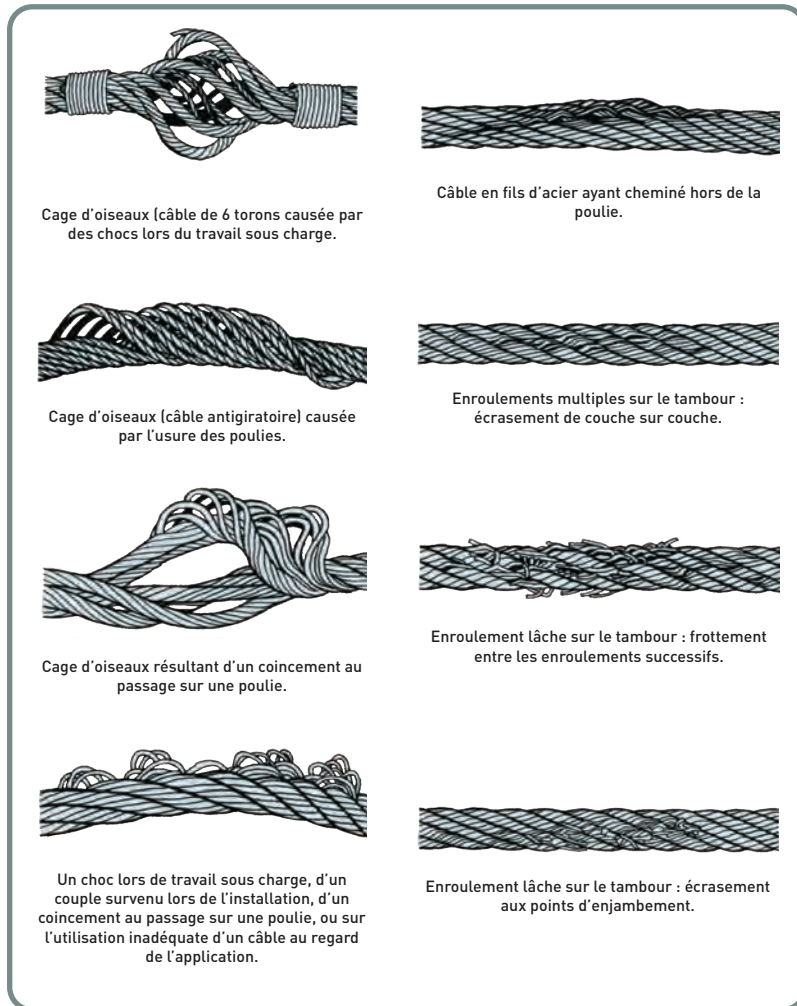 Cage d'oiseaux (câble de 6 torons causée par
des chocs lors du travail sous charge.
Câble en fils d'acier ayant cheminé hors de la
poulie.
Cage d'oiseaux (câble antigiratoire) causée
par l'usure des poulies.
Enroulements multiples sur le tambour :
écrasement de couche sur couche.
Cage d'oiseaux résultant d'un coincement au
passage sur une poulie.
Enroulement lâche sur le tambour : frottement
entre les enroulements successifs.
Un choc lors de travail sous charge, d'un
couple survenu lors de l'installation, d'un
coincement au passage sur une poulie, ou sur
l'utilisation inadéquate d'un câble au regard
de l'application.
Enroulement lâche sur le tambour : écrasement
aux points d'enjambement.